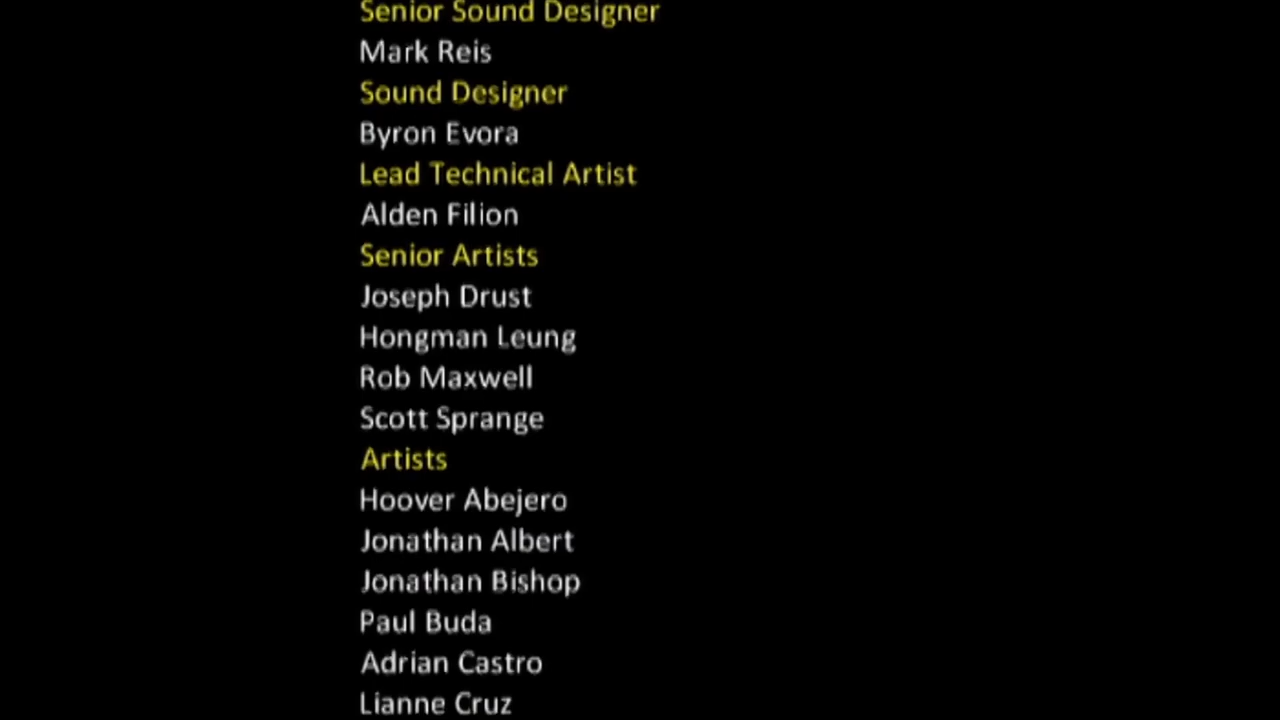 Senior Sound Designer
Mark Reis
Sound Designer
Byron Evora
Lead Technical Artist
Alden Filion
Senior Artists
Joseph Drust
Hongman Leung
Rob Maxwell
Scott Sprange
Artists
Hoover Abejero
Jonathan Albert
Jonathan Bishop
Paul Buda
Adrian Castro
Lianne Cruz